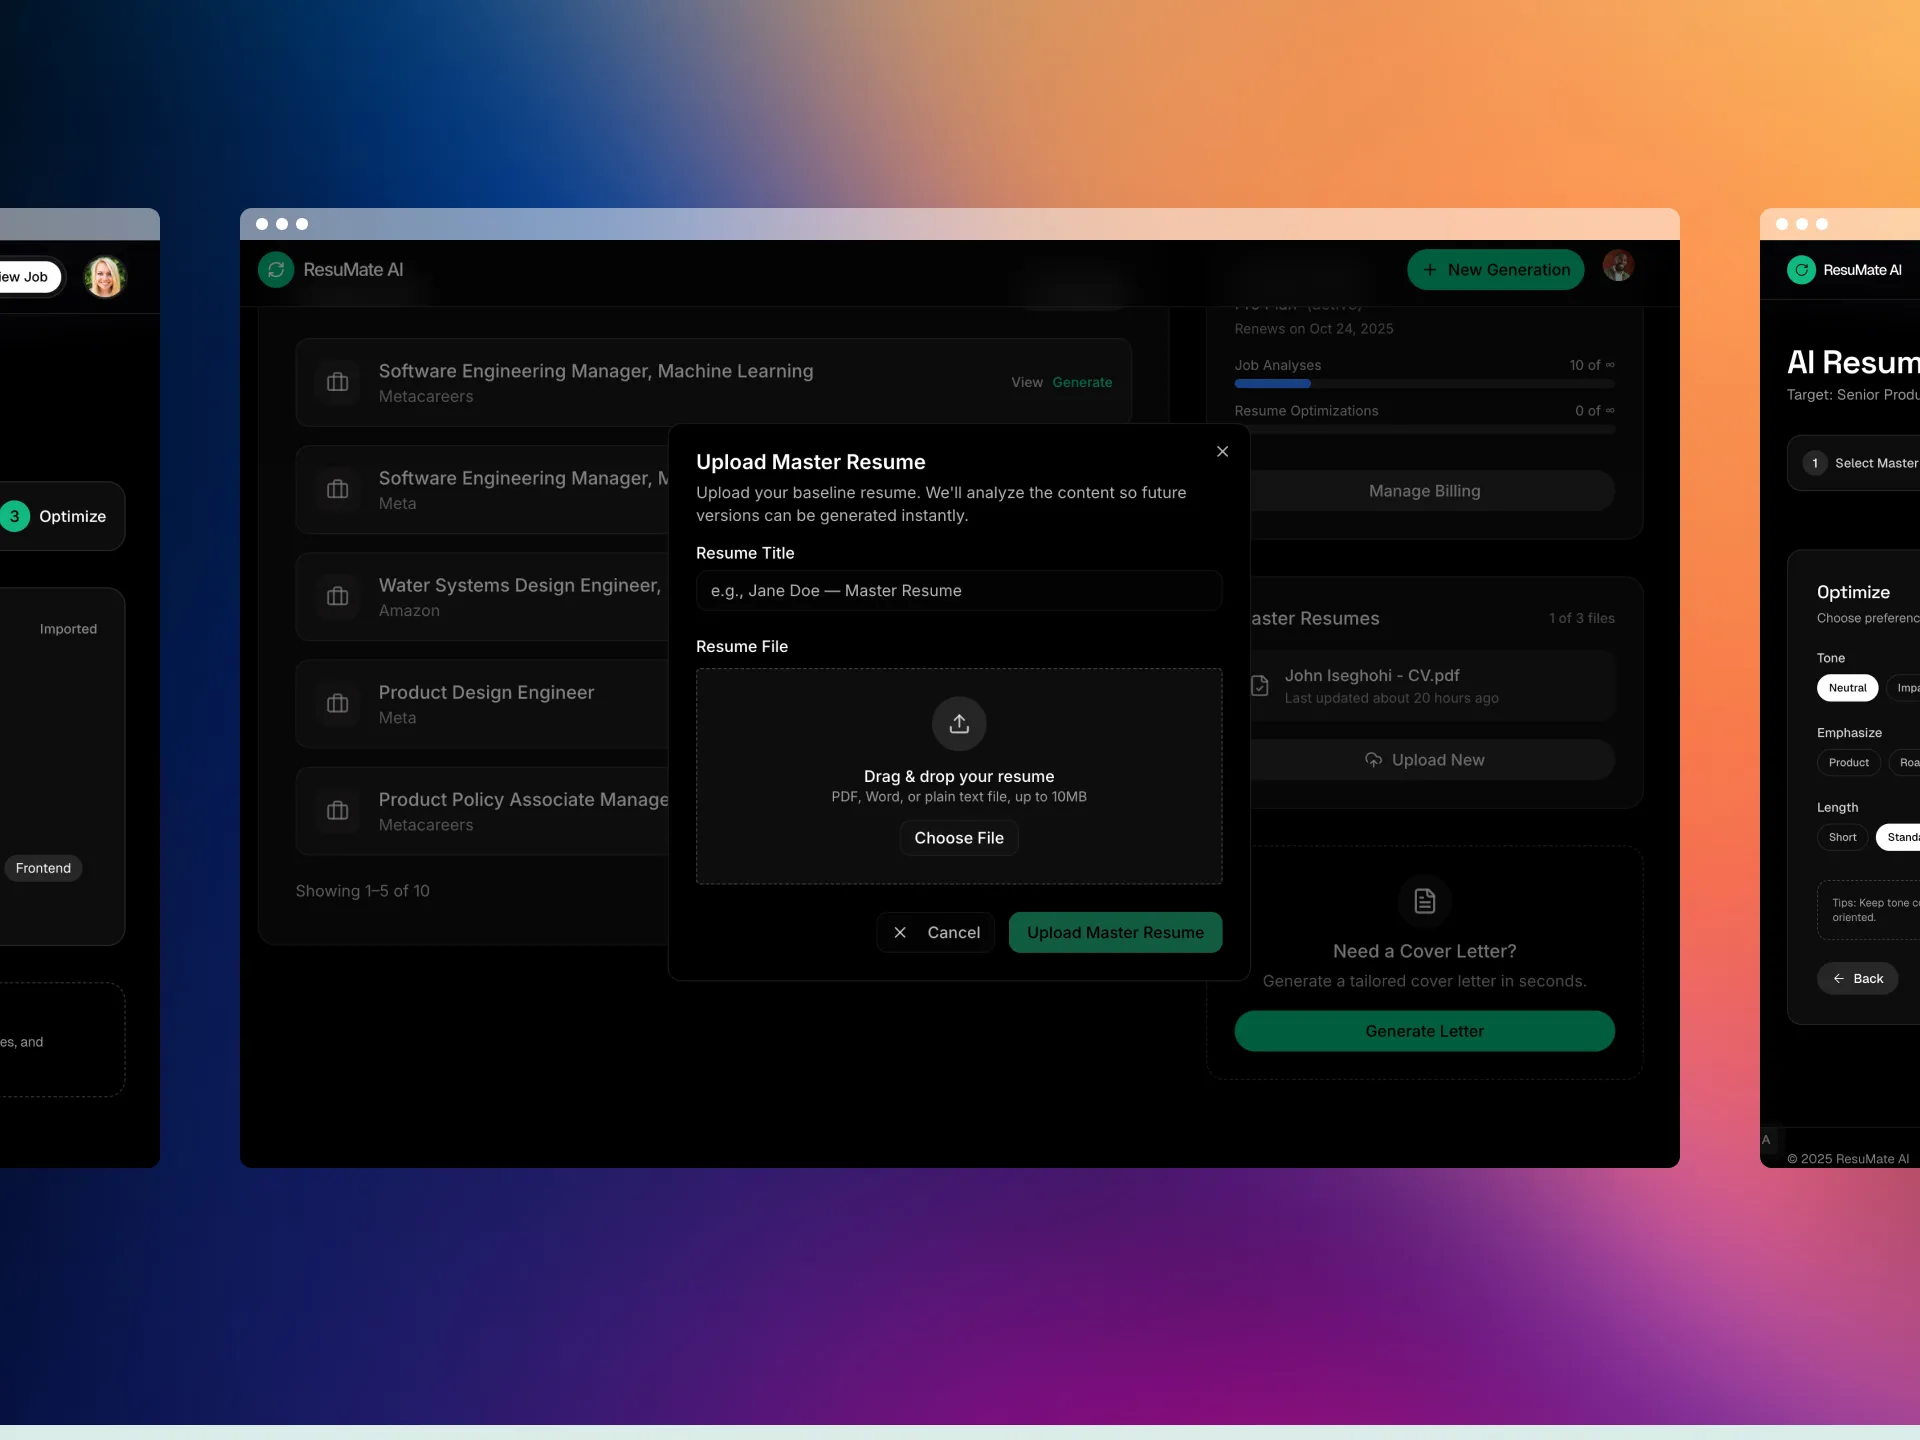 iew Job
3 Optimize
Imported
Frontend
es, and
ResuMate AI
New Generation
Software Engineering Manager, Machine Learning
Metacareers
View Generate
Software Engineering Manager, M
Meta
Water Systems Design Engineer,
Amazon
Product Design Engineer
Meta
Product Policy Associate Manage
Metacareers
Showing 1–5 of 10
Renews on Oct 24, 2025
Job Analyses 10 of ∞
Resume Optimizations 0 of ∞
Manage Billing
aster Resumes 1 of 3 files
John Iseghohi - CV.pdf
Last updated about 20 hours ago
Upload New
Need a Cover Letter?
Generate a tailored cover letter in seconds.
Generate Letter
Upload Master Resume
Upload your baseline resume. We'll analyze the content so future
versions can be generated instantly.
Resume Title
e.g., Jane Doe — Master Resume
Resume File
Drag & drop your resume
PDF, Word, or plain text file, up to 10MB
Choose File
Cancel
Upload Master Resume
ResuMate AI
AI Resum
Target: Senior Produ
1 Select Master
Optimize
Choose preferenc
Tone
Neutral Impa
Emphasize
Product Roa
Length
Short Standa
Tips: Keep tone co
oriented.
Back
A
© 2025 ResuMate AI